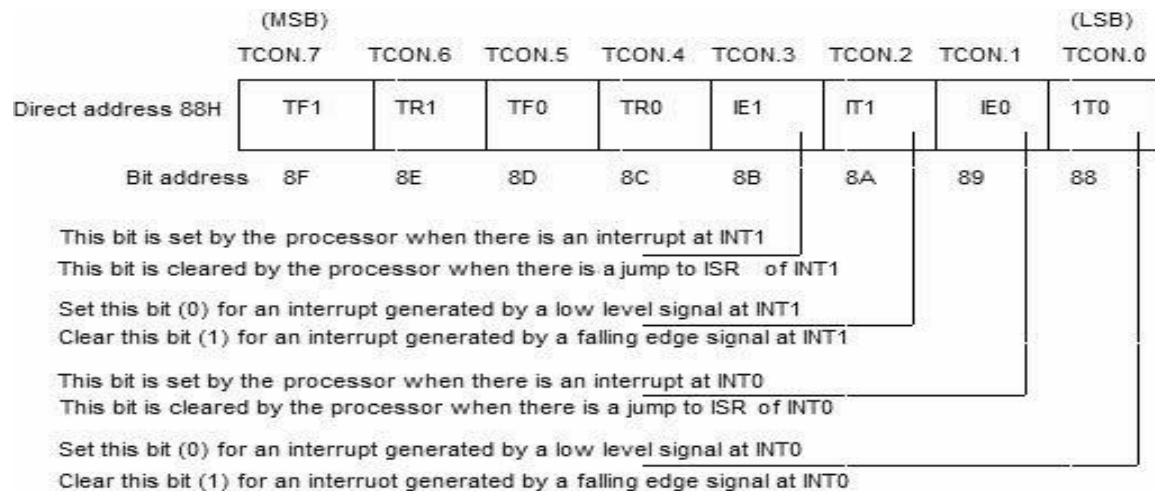 (MSB) (LSB)
TCON.7 TCON.6 TCON.5 TCON.4 TCON.3 TCON.2 TCON.1 TCON.0
Direct address 88H TF1 TR1 TF0 TR0 IE1 IT1 IE0 1T0
Bit address 8F 8E 8D 8C 8B 8A 89 88
This bit is set by the processor when there is an interrupt at INT1
This bit is cleared by the processor when there is a jump to ISR of INT1
Set this bit (0) for an interrupt generated by a low level signal at INT1
Clear this bit (1) for an interrupt generated by a falling edge signal at INT1
This bit is set by the processor when there is an interrupt at INT0
This bit is cleared by the processor when there is a jump to ISR of INT0
Set this bit (0) for an interrupt generated by a low level signal at INT0
Clear this bit (1) for an interruot generated by a falling edge signal at INT0